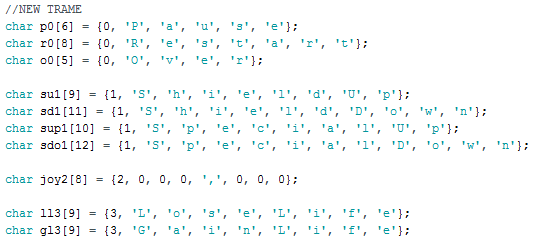 //NEW TRAME
char p0[6] = {0, 'P', 'a', 'u', 's', 'e'};
char r0[8] = {0, 'R', 'e', 's', 't', 'a', 'r', 't'};
char o0[5] = {0, 'O', 'v', 'e', 'r'};
char su1[9] = {1, 'S', 'h', 'i', 'e', 'l', 'd', 'U', 'p'};
char sd1[11] = {1, 'S', 'h', 'i', 'e', 'l', 'd', 'D', 'o', 'w', 'n'};
char sup1[10] = {1, 'S', 'p', 'e', 'c', 'i', 'a', 'l', 'U', 'p'};
char sdo1[12] = {1, 'S', 'p', 'e', 'c', 'i', 'a', 'l', 'D', 'o', 'w', 'n'};
char joy2[8] = {2, 0, 0, 0, ',', 0, 0, 0};
char ll3[9] = {3, 'L', 'o', 's', 'e', 'L', 'i', 'f', 'e'};
char gl3[9] = {3, 'G', 'a', 'i', 'n', 'L', 'i', 'f', 'e'};